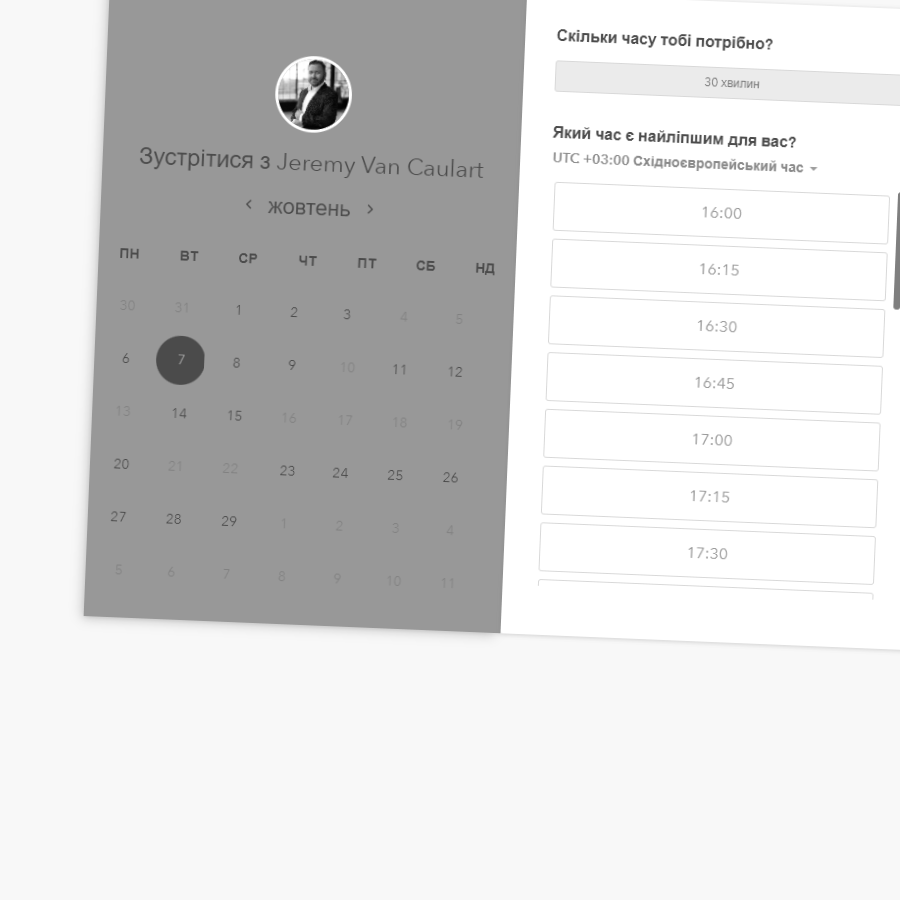 Зустрітися з Jeremy Van Caulart
жовтень
ПН ВТ СР ЧТ ПТ СБ НД
30 31 1 2 3 4 5
6 7 8 9 10 11 12
13 14 15 16 17 18 19
20 21 22 23 24 25 26
27 28 29 1 2 3 4
5 6 7 8 9 10 11
Скільки часу тобі потрібно?
30 хвилин
Який час є найліпшим для вас?
UTC +03:00 Східноєвропейський час
16:00
16:15
16:30
16:45
17:00
17:15
17:30